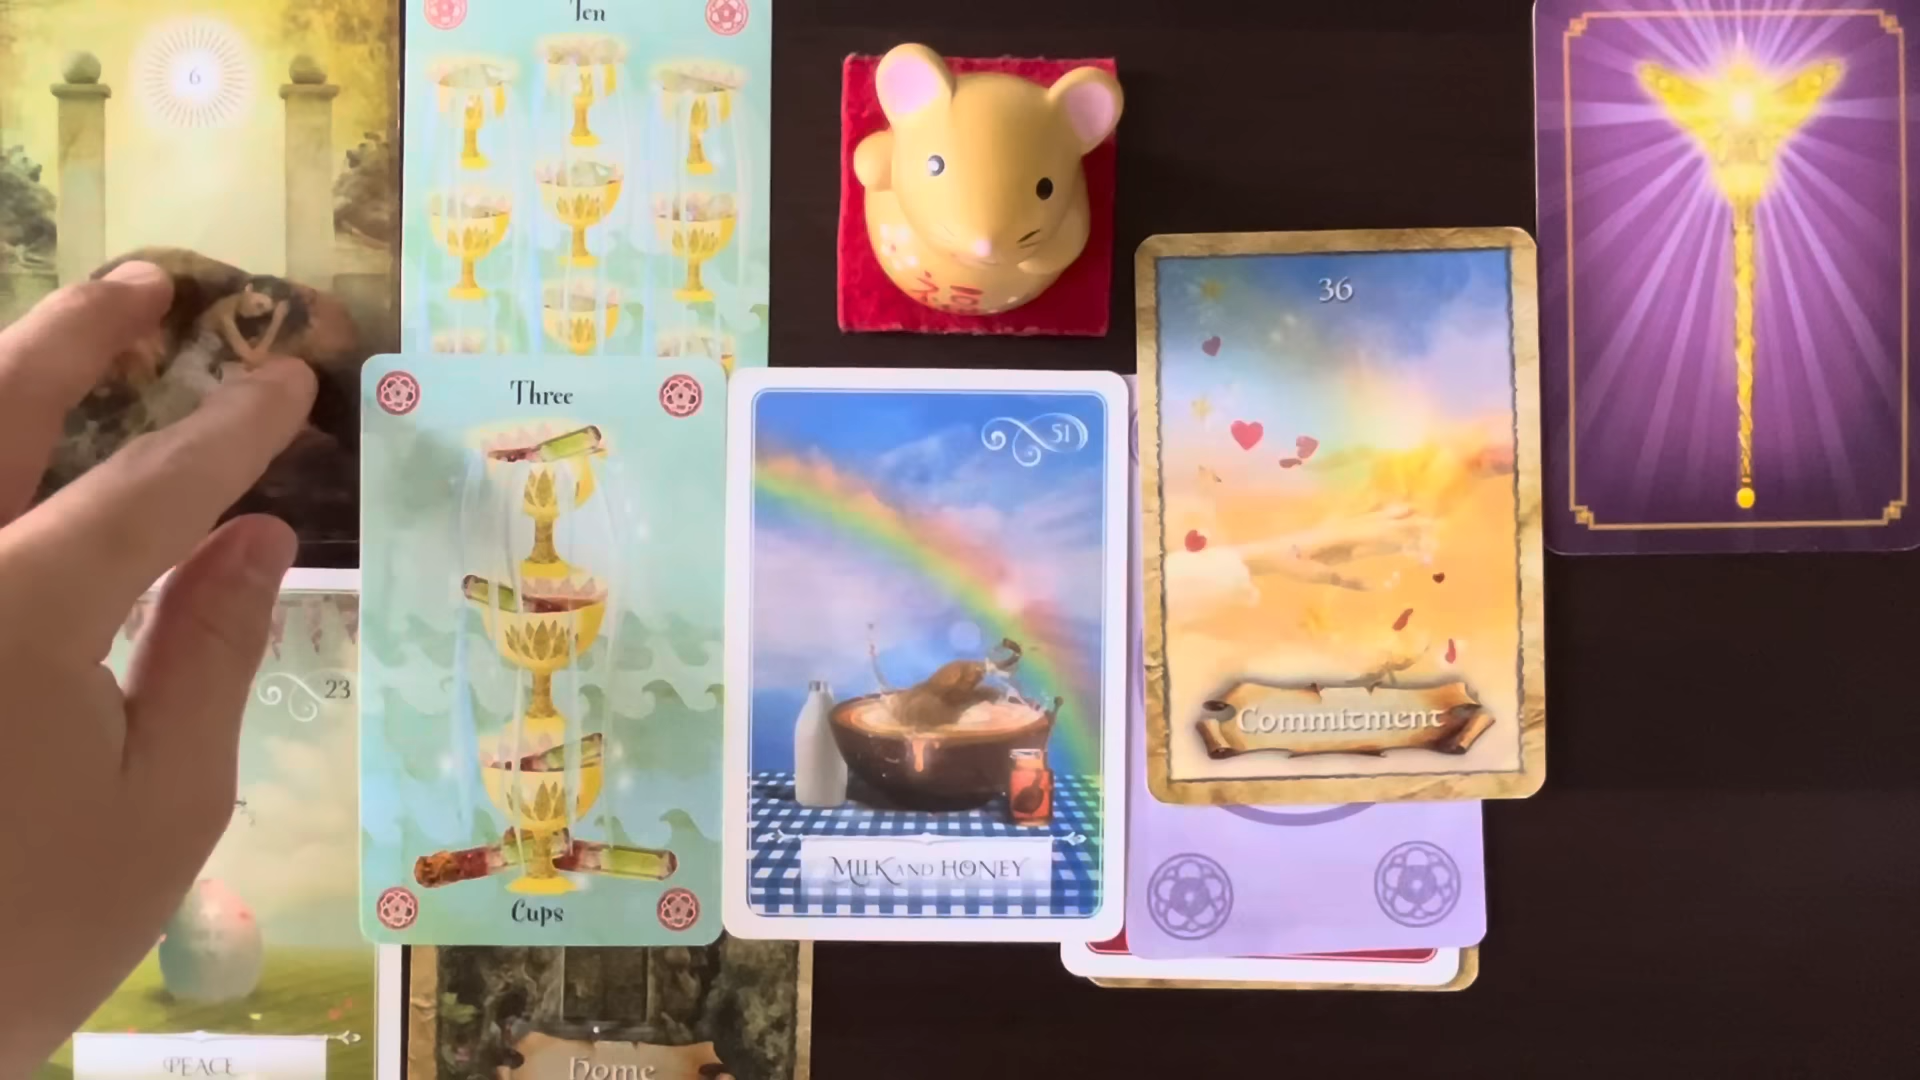 6
Ten
36
Three
51
23
Commitment
MILK AND HONEY
Cups
PEACE
Home